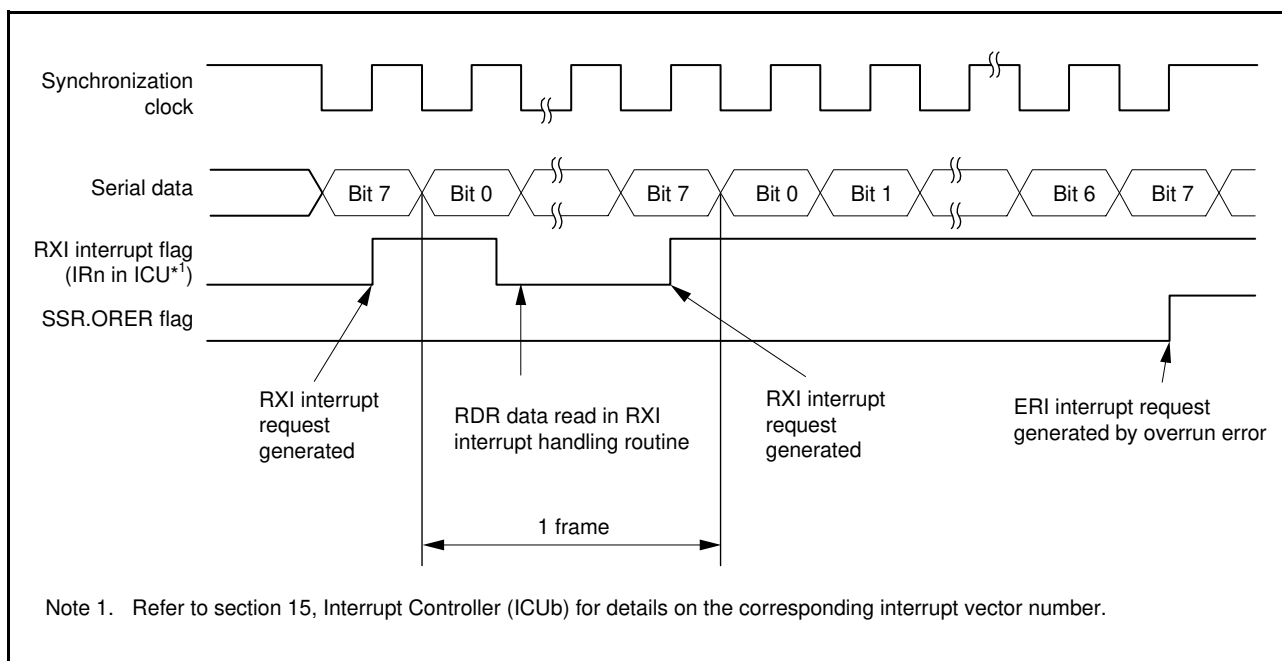 Synchronization
clock
Serial data
Bit 7
Bit 0
Bit 7
Bit 0
Bit 1
Bit 6
Bit 7
RXI interrupt flag
(IRn in ICU*1)
SSR.ORER flag
RXI interrupt
request
generated
RDR data read in RXI
interrupt handling routine
RXI interrupt
request
generated
ERI interrupt request
generated by overrun error
1 frame
Note 1. Refer to section 15, Interrupt Controller (ICUb) for details on the corresponding interrupt vector number.